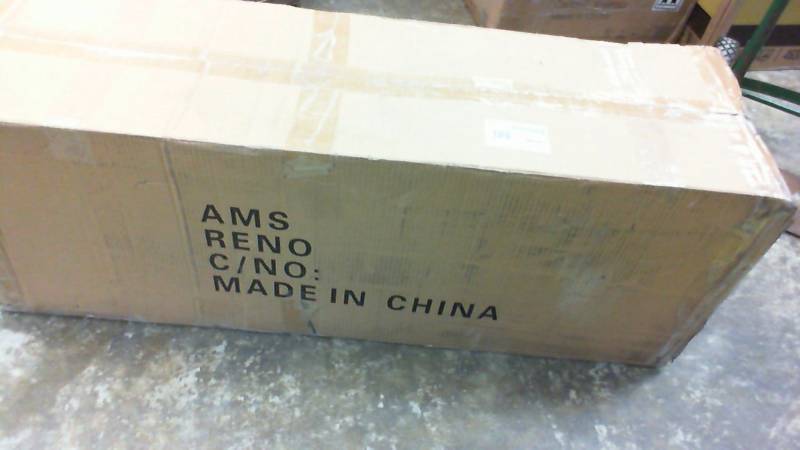 AMS
RENO
C/NO.:
MADE IN CHINA